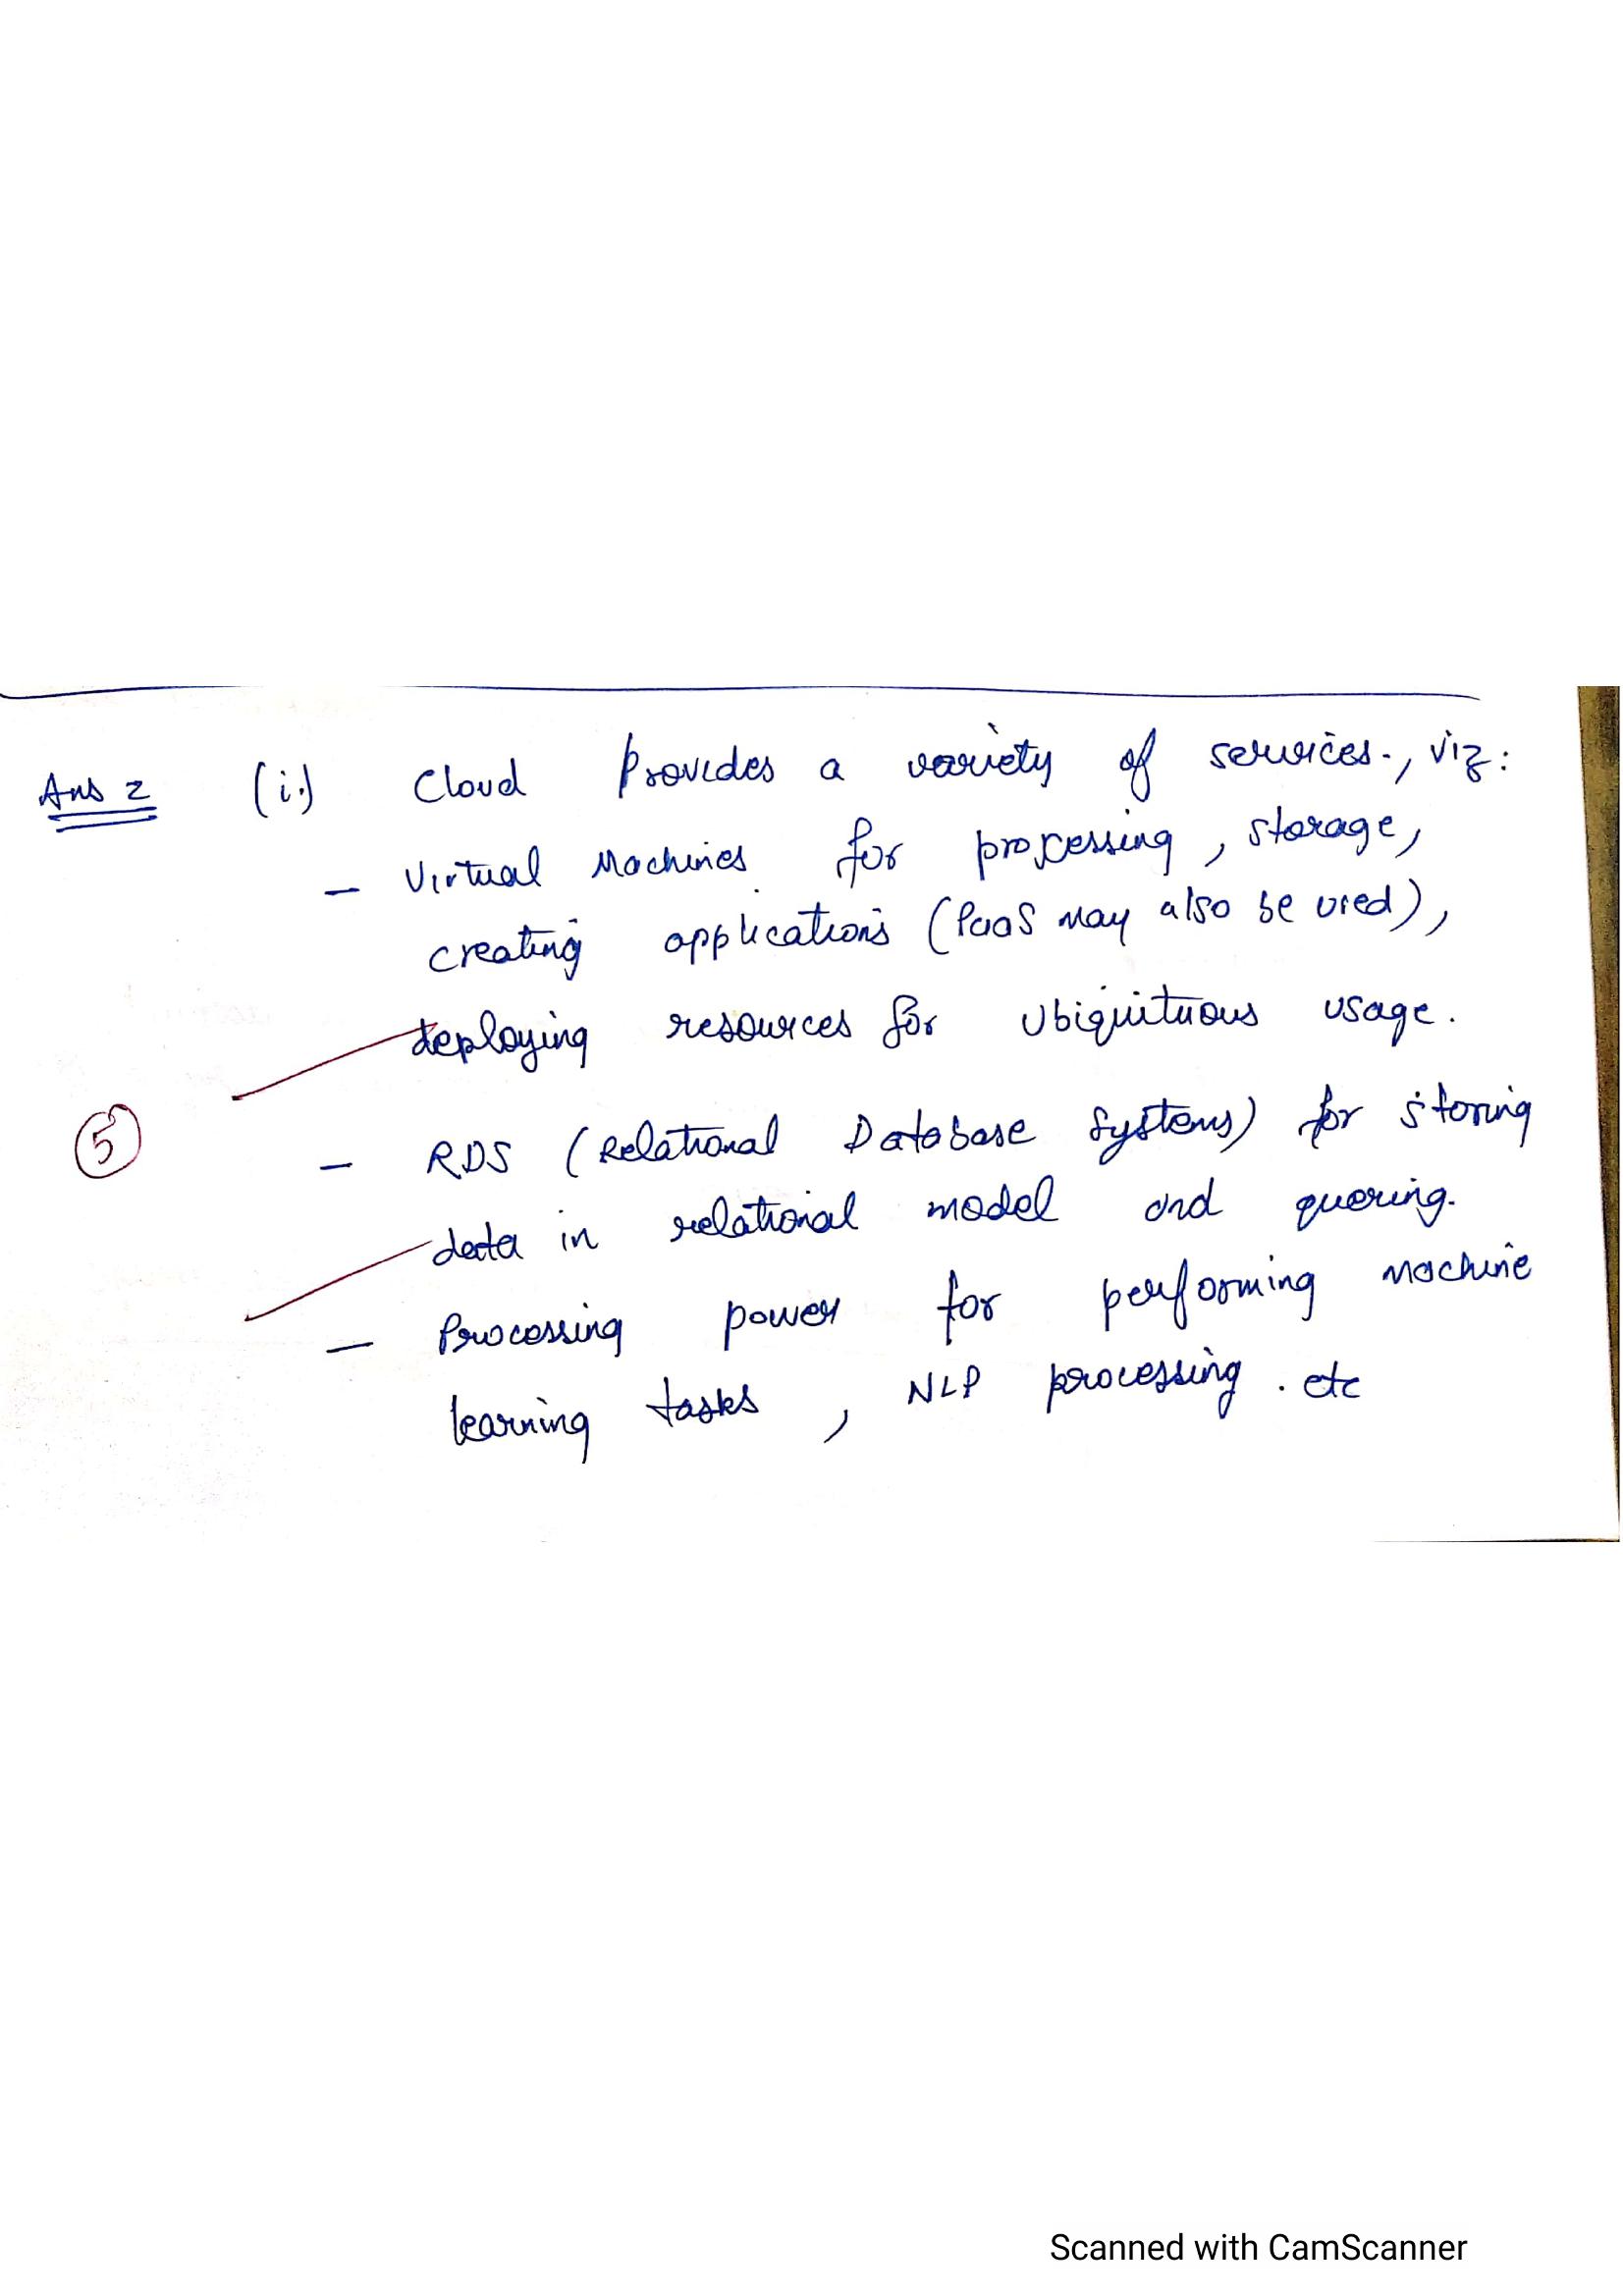 Ans 2 (i.) Cloud Provides a variety of services., viz:
– Virtual Machines for processing, storage,
creating applications (PaaS may also be used),
deploying resources for ubiquituous usage.
5
– RDS (Relational Database Systems) for storing
data in relational model and quering.
– Processing power for performing machine
learning tasks, NLP processing. etc
Scanned with CamScanner